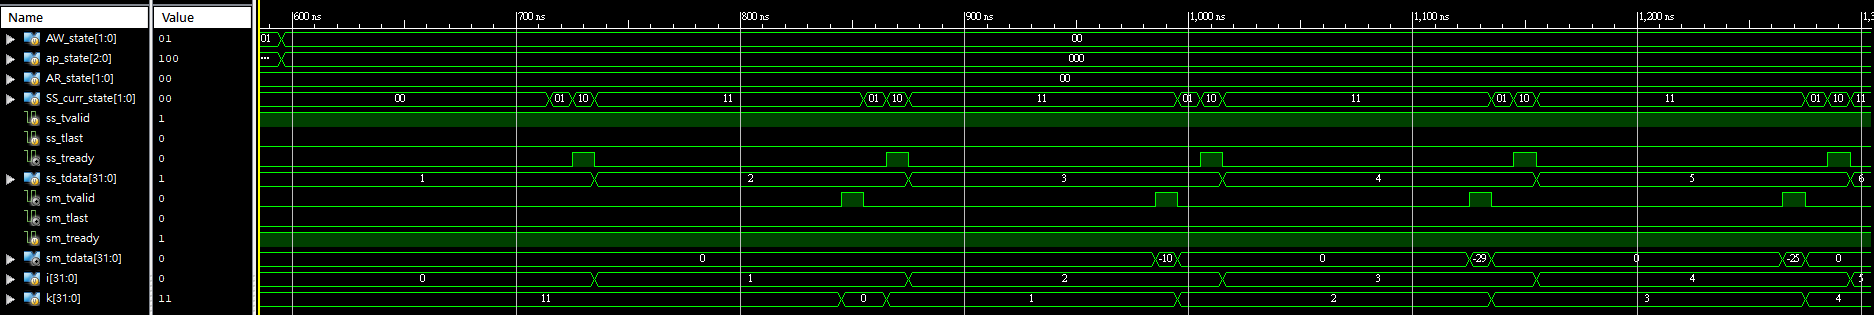 Name Value 600 ns 700 ns 800 ns 900 ns 1,000 ns 1,100 ns 1,200 ns
AW_state[1:0] 01 01 00
ap_state[2:0] 100 ••• 000
AR_state[1:0] 00 00
SS_curr_state[1:0] 00 00 01 10 11 01 10 11 01 10 11 01 10 11 01 10 11
ss_tvalid 1
ss_tlast 0
ss_tready 0
ss_tdata[31:0] 1 1 2 3 4 5 6
sm_tvalid 0
sm_tlast 0
sm_tready 1
sm_tdata[31:0] 0 0 -10 0 -29 0 -25 0
i[31:0] 0 0 1 2 3 4 5
k[31:0] 11 11 0 1 2 3 4